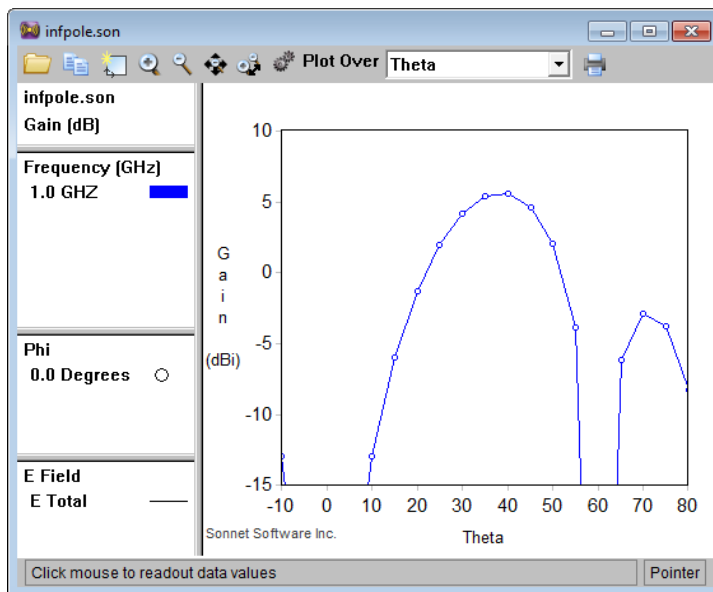 infpole.son
Plot Over Theta
infpole.son
Gain (dB)
Frequency (GHz)
1.0 GHZ
Phi
0.0 Degrees
E Field
E Total
10
5
0
-5
-10
-15
Gain
(dBi)
-10 0 10 20 30 40 50 60 70 80
Sonnet Software Inc.
Theta
Click mouse to readout data values
Pointer